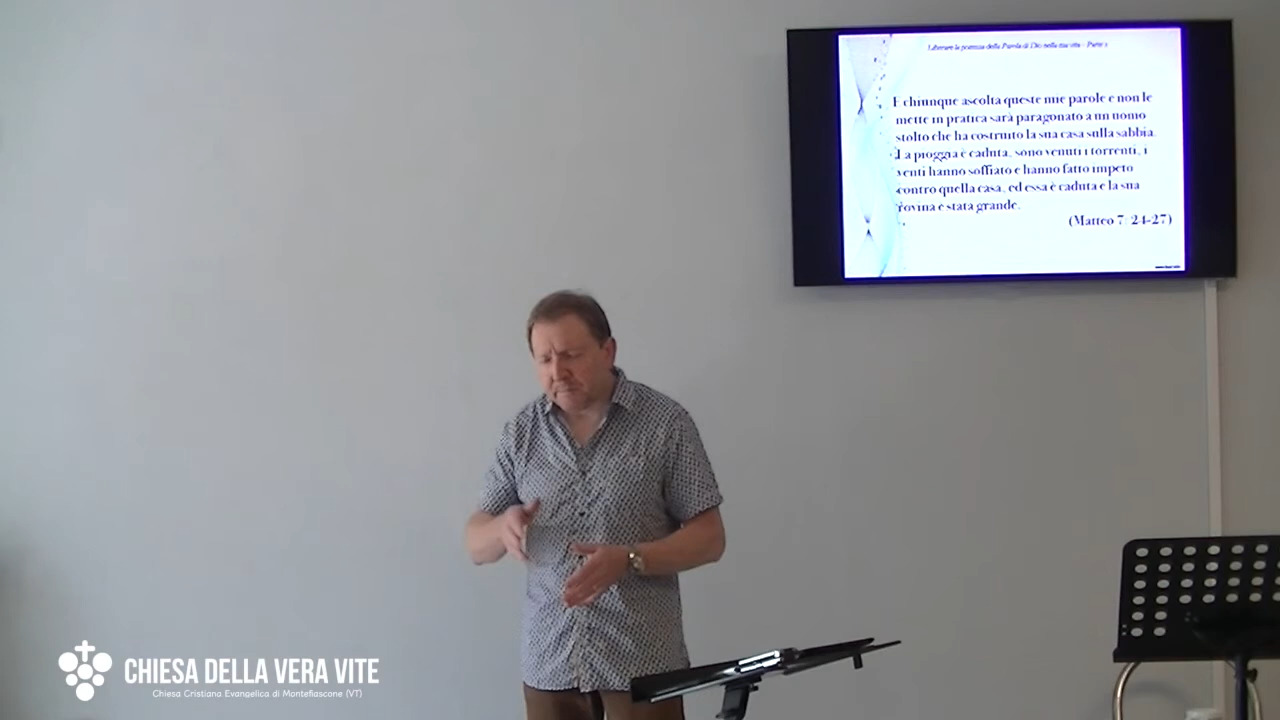 Liberare la potenza della Parola di Dio nella tua vita - Parte 1
E chiunque ascolta queste mie parole e non le
mette in pratica sarà paragonato a un uomo
stolto che ha costruito la sua casa sulla sabbia.
La pioggia è caduta, sono venuti i torrenti, i
venti hanno soffiato e hanno fatto impeto
contro quella casa, ed essa è caduta e la sua
rovina è stata grande.
(Matteo 7: 24-27)
CHIESA DELLA VERA VITE
Chiesa Cristiana Evangelica di Montefiascone (VT)